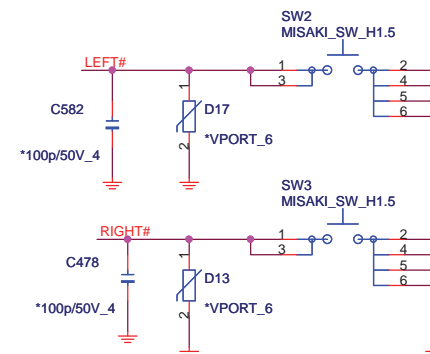 SW2
MISAKI_SW_H1.5
LEFT#
1
2
3
4
5
6
C582
1
D17
2
*VPORT_6
*100p/50V_4
SW3
MISAKI_SW_H1.5
RIGHT#
1
2
3
4
5
6
C478
1
D13
2
*VPORT_6
*100p/50V_4